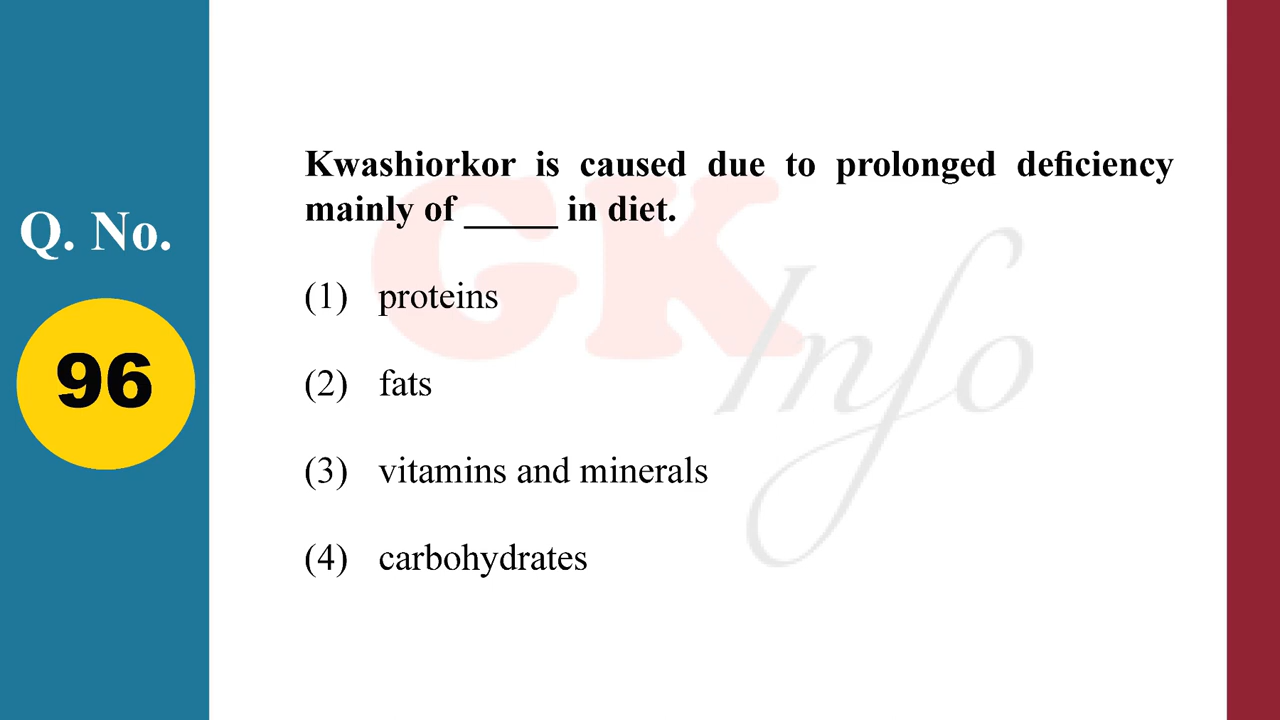 Q. No.
96
Kwashiorkor is caused due to prolonged deficiency
mainly of _____ in diet.
(1) proteins
(2) fats
(3) vitamins and minerals
(4) carbohydrates
GK
Info